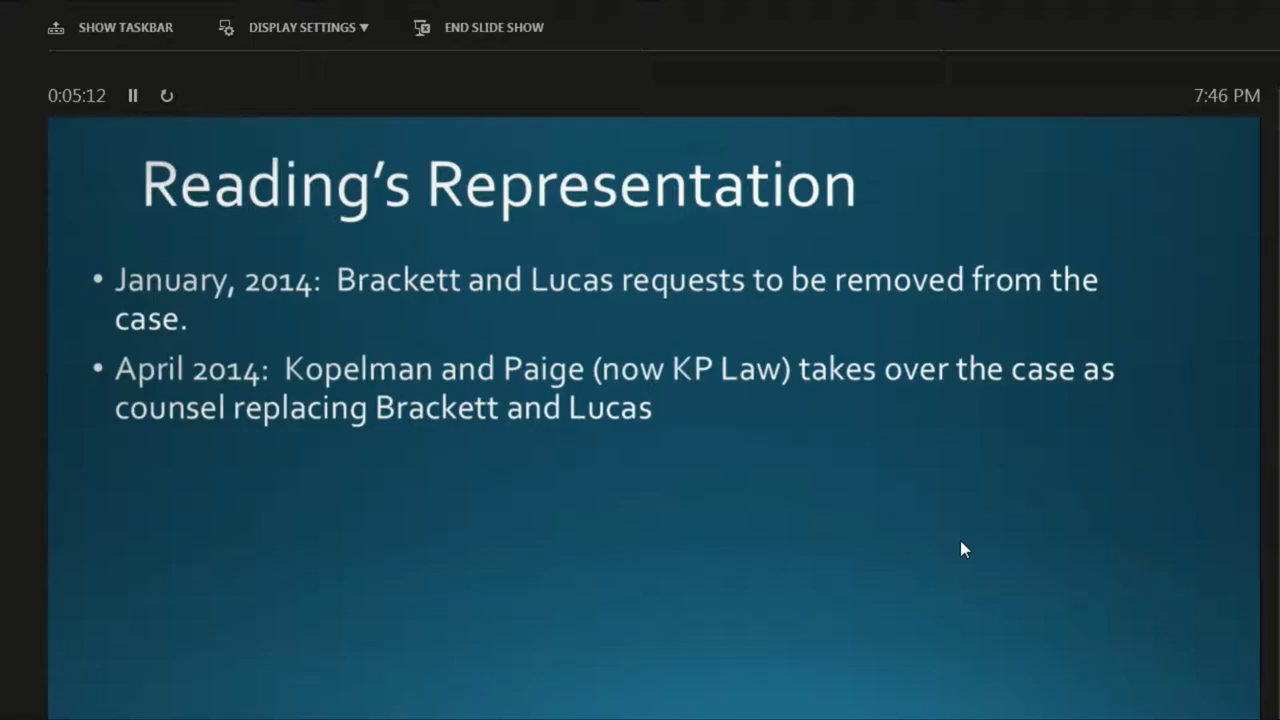 SHOW TASKBAR DISPLAY SETTINGS ▼ END SLIDE SHOW
0:05:12 7:46 PM
Reading’s Representation
• January, 2014: Brackett and Lucas requests to be removed from the
case.
• April 2014: Kopelman and Paige (now KP Law) takes over the case as
counsel replacing Brackett and Lucas